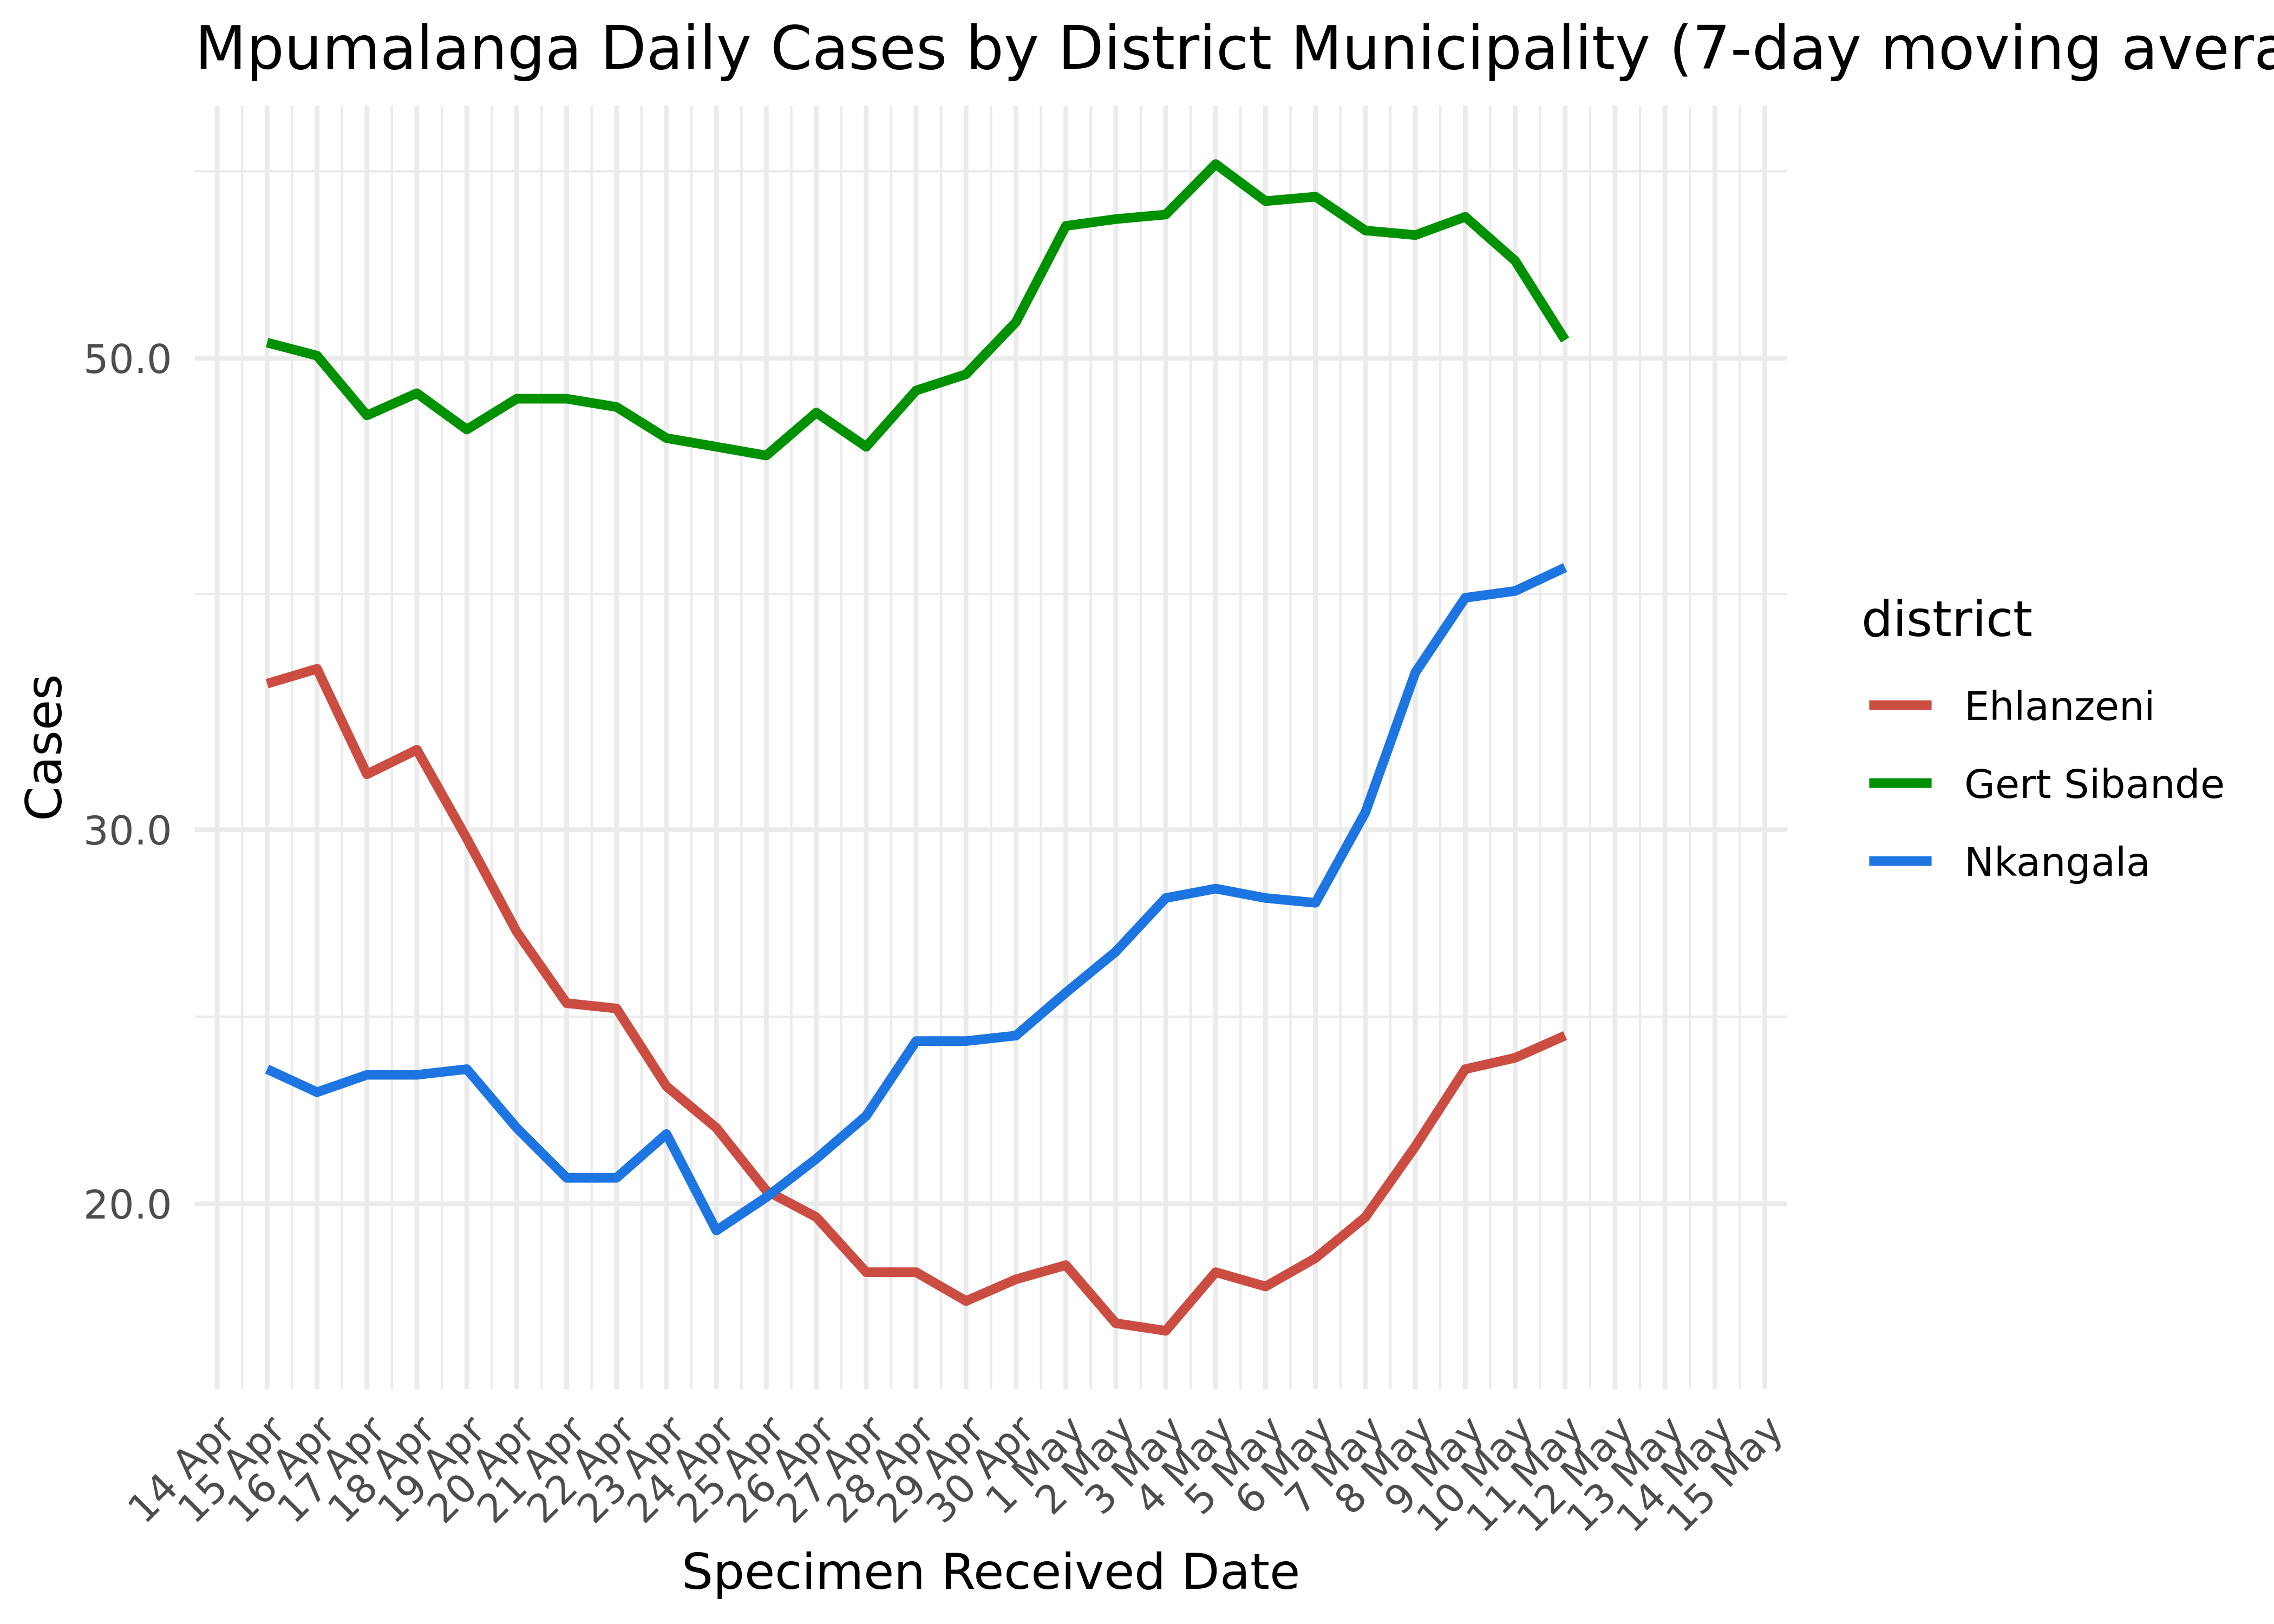 Mpumalanga Daily Cases by District Municipality (7-day moving avera
Cases
50.0
30.0
20.0
14 Apr
15 Apr
16 Apr
17 Apr
18 Apr
19 Apr
20 Apr
21 Apr
22 Apr
23 Apr
24 Apr
25 Apr
26 Apr
27 Apr
28 Apr
29 Apr
30 Apr
1 May
2 May
3 May
4 May
5 May
6 May
7 May
8 May
9 May
10 May
11 May
12 May
13 May
14 May
15 May
Specimen Received Date
district
Ehlanzeni
Gert Sibande
Nkangala